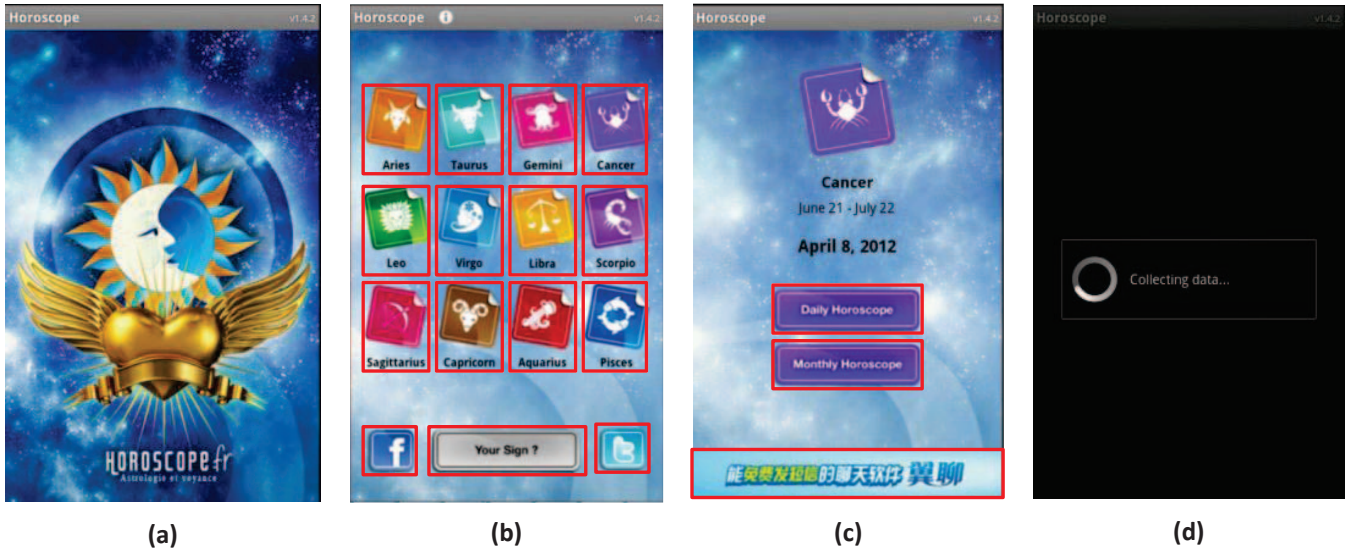 Horoscope v1.4.2
HOROSCOPE.fr
Astrologie et voyance
(a)
Horoscope v1.4.2
Aries Taurus Gemini Cancer
Leo Virgo Libra Scorpio
Sagittarius Capricorn Aquarius Pisces
f Your Sign ? t
(b)
Horoscope v1.4.2
Cancer
June 21 - July 22
April 8, 2012
Daily Horoscope
Monthly Horoscope
能免费发短信的聊天软件 翼聊
(c)
Horoscope v1.4.2
Collecting data...
(d)